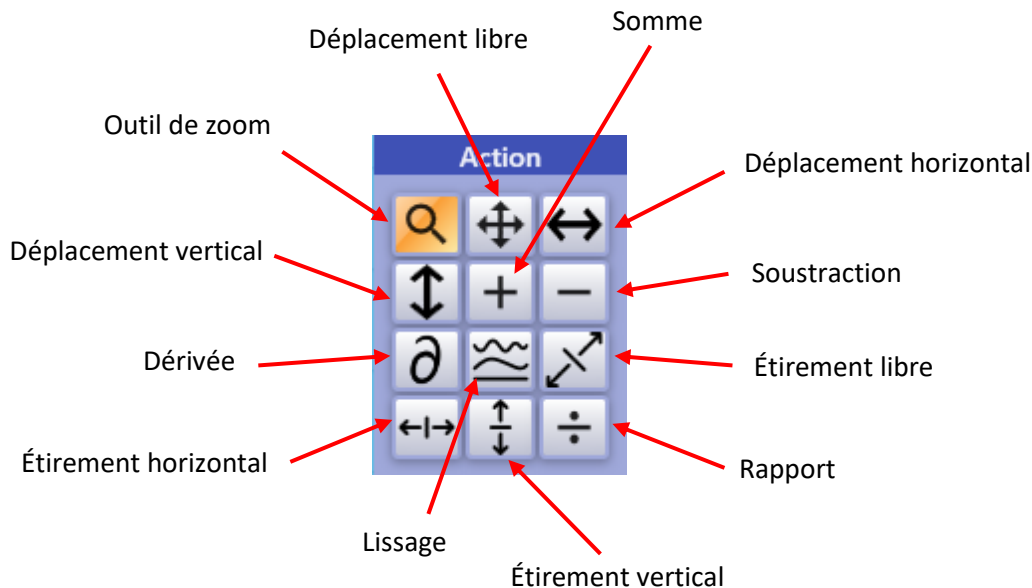 Somme
Déplacement libre
Outil de zoom
Action
Déplacement horizontal
Déplacement vertical
Soustraction
Dérivée
Étirement libre
Étirement horizontal
Rapport
Lissage
Étirement vertical